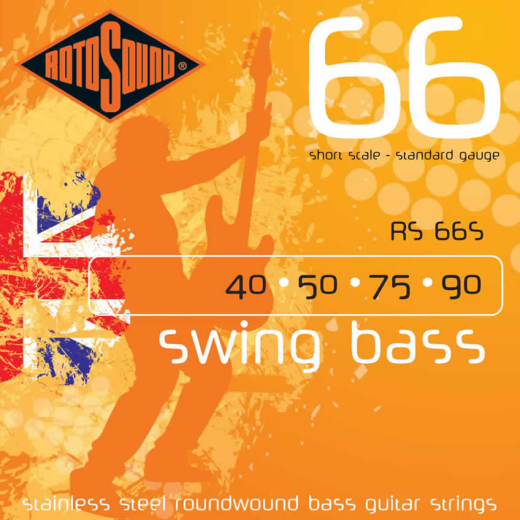 ROTOSOUND®
66
short scale - standard gauge
RS 66S
40 • 50 • 75 • 90
swing bass
stainless steel roundwound bass guitar strings